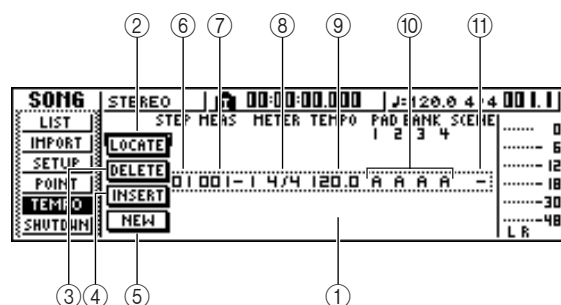 ② ⑥ ⑦ ⑧ ⑨ ⑩ ⑪
SONG STEREO 00:00:00.000 ♩=120.0 4/4 001.1
LIST STEP MEAS METER TEMPO PAD BANK SCENE
1 2 3 4
IMPORT LOCATE
SETUP DELETE
POINT 01 001- 1 4/4 120.0 A A A A -
TEMPO INSERT
SHUTDWN NEW
0
6
12
18
30
48
L R
③ ④ ⑤ ①